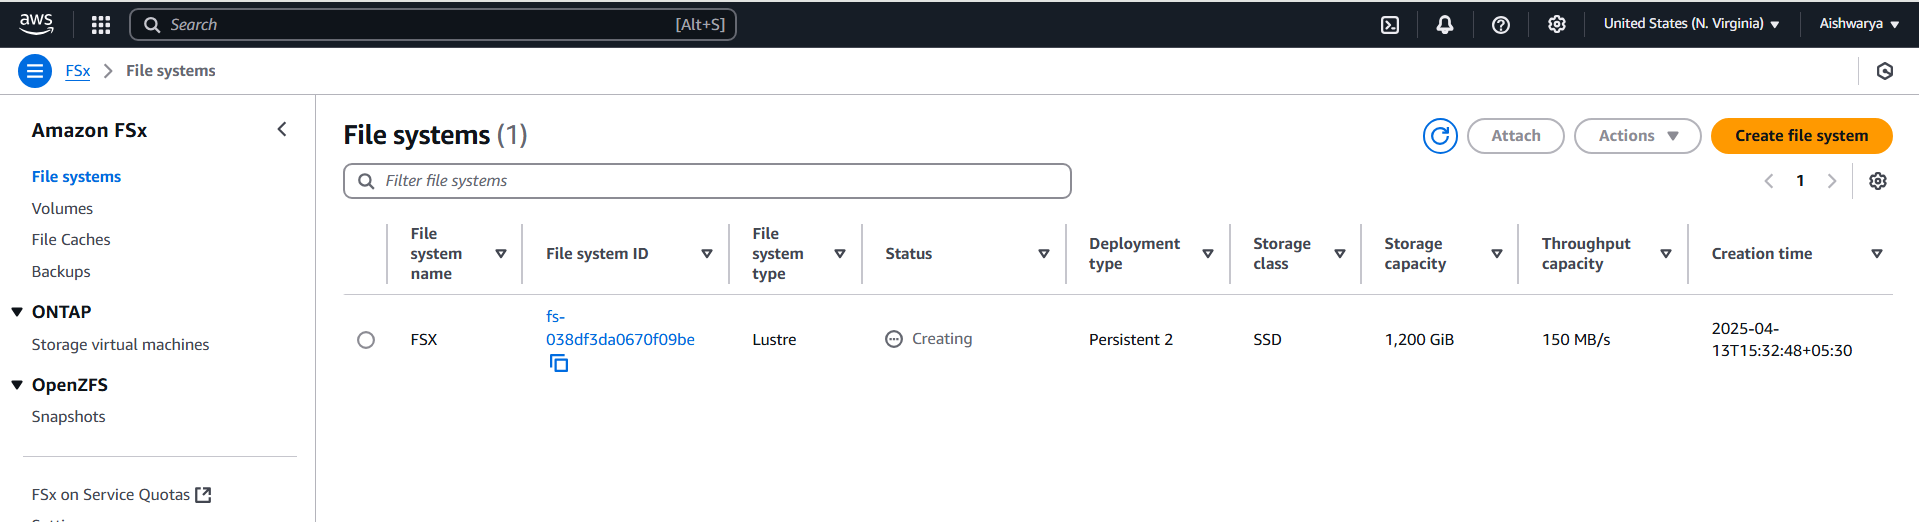 aws
Search [Alt+S]
United States (N. Virginia)
Aishwarya
FSx
File systems
Amazon FSx
File systems
Volumes
File Caches
Backups
ONTAP
Storage virtual machines
OpenZFS
Snapshots
FSx on Service Quotas
File systems (1)
Attach
Actions
Create file system
Filter file systems
1
File system name
File system ID
File system type
Status
Deployment type
Storage class
Storage capacity
Throughput capacity
Creation time
FSX
fs-
038df3da0670f09be
Lustre
Creating
Persistent 2
SSD
1,200 GiB
150 MB/s
2025-04-
13T15:32:48+05:30